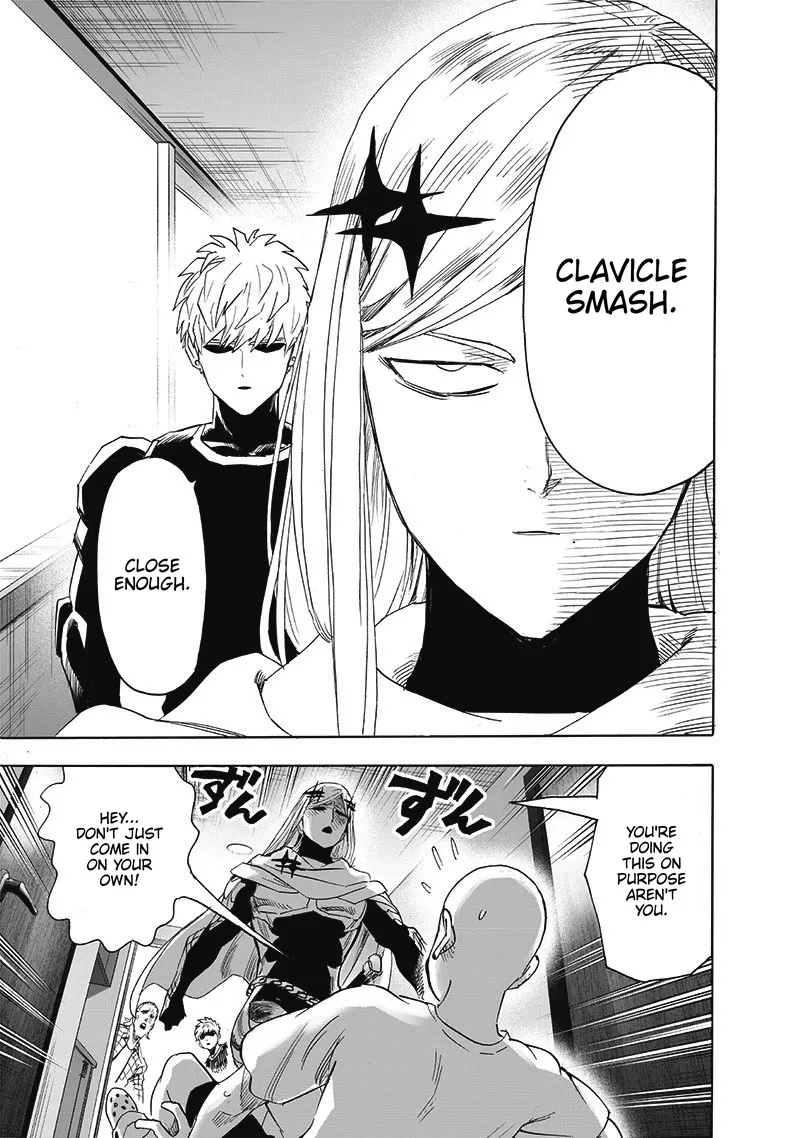 CLAVICLE
SMASH.
CLOSE
ENOUGH.
YOU'RE
DOING
THIS ON
PURPOSE
AREN'T
YOU.
ずん
ずん
HEY...
DON'T JUST
COME IN
ON YOUR
OWN!